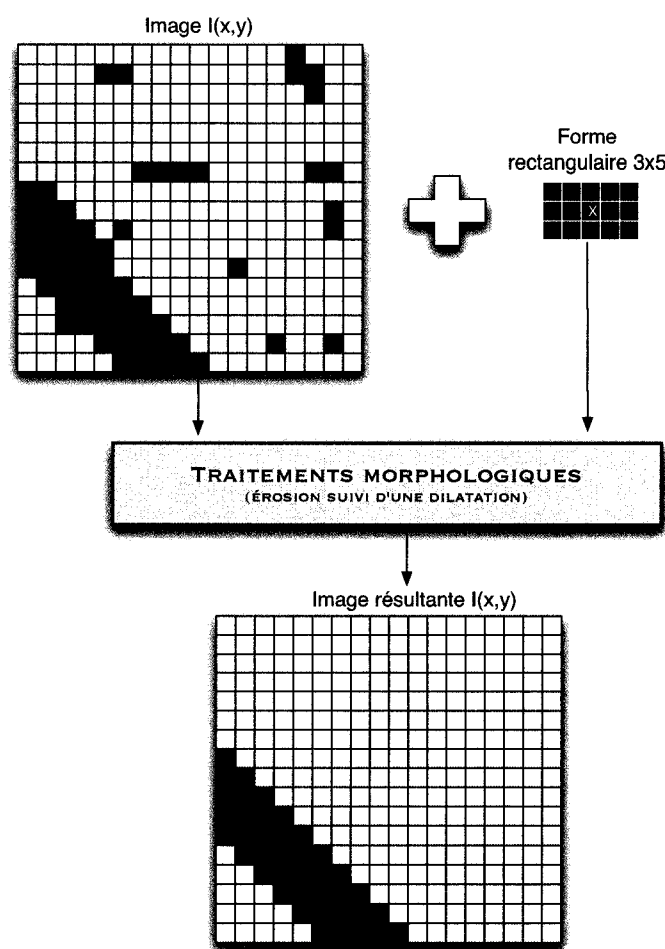 Image I(x,y)
Forme
rectangulaire 3x5
X
TRAITEMENTS MORPHOLOGIQUES
(ÉROSION SUIVI D'UNE DILATATION)
Image résultante I(x,y)